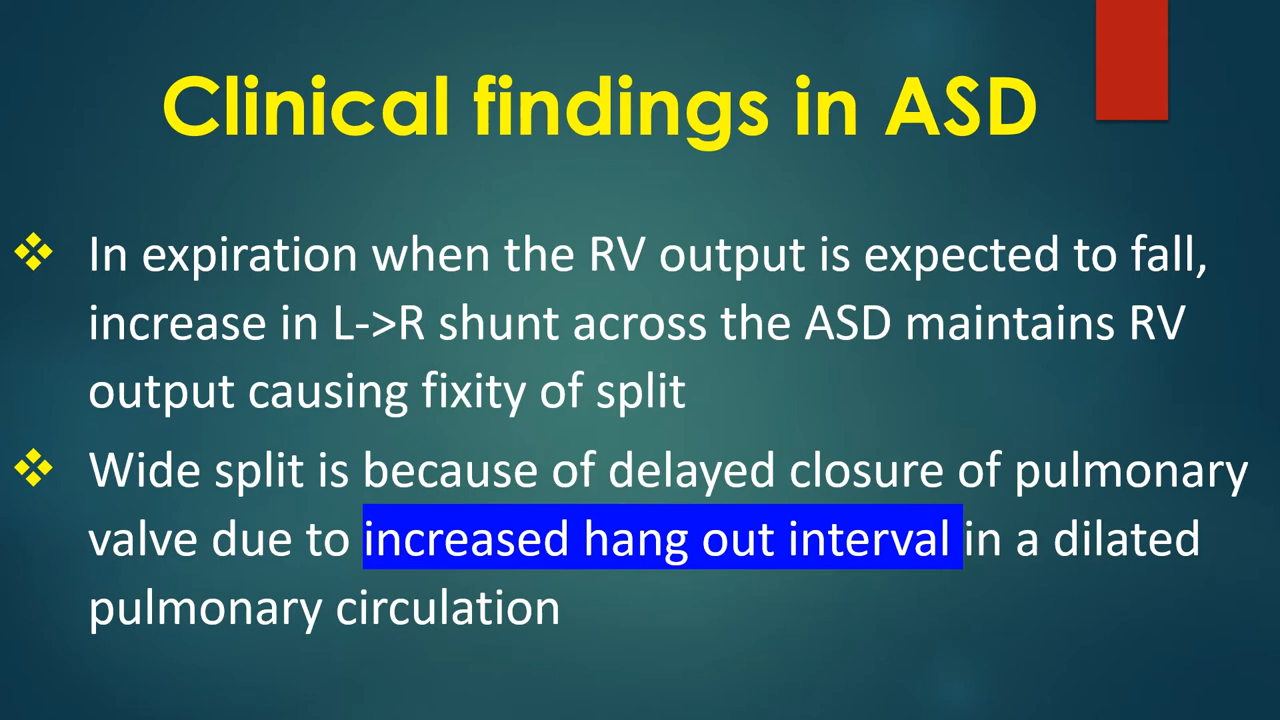 Clinical findings in ASD
In expiration when the RV output is expected to fall,
increase in L->R shunt across the ASD maintains RV
output causing fixity of split
Wide split is because of delayed closure of pulmonary
valve due to increased hang out interval in a dilated
pulmonary circulation